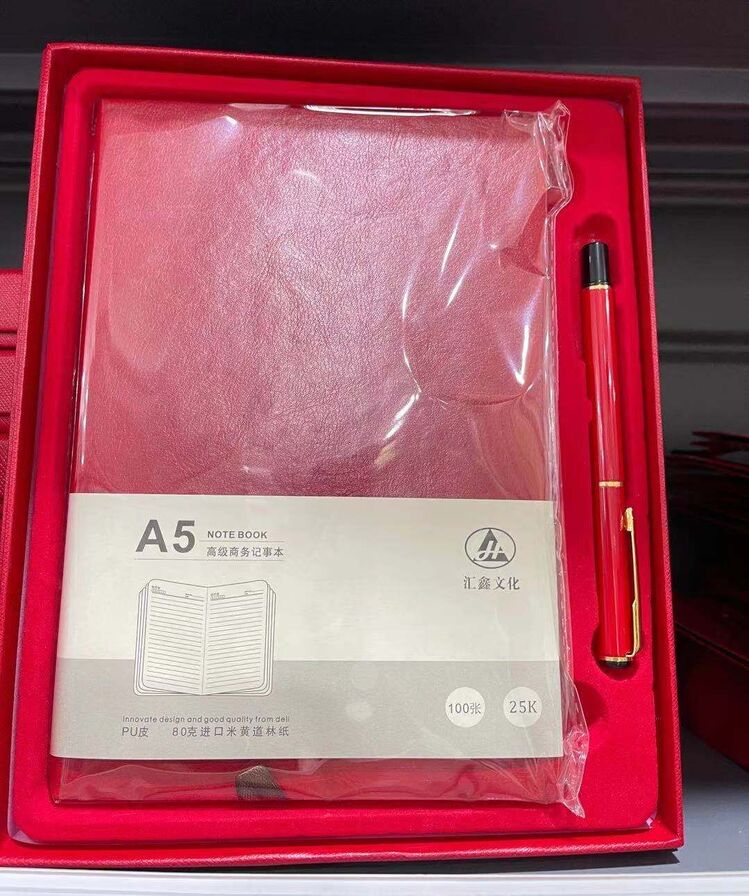 A5
NOTE BOOK
高级商务记事本
汇鑫文化
Innovate design and good quality from deli
PU皮 80克进口米黄道林纸
100张
25K